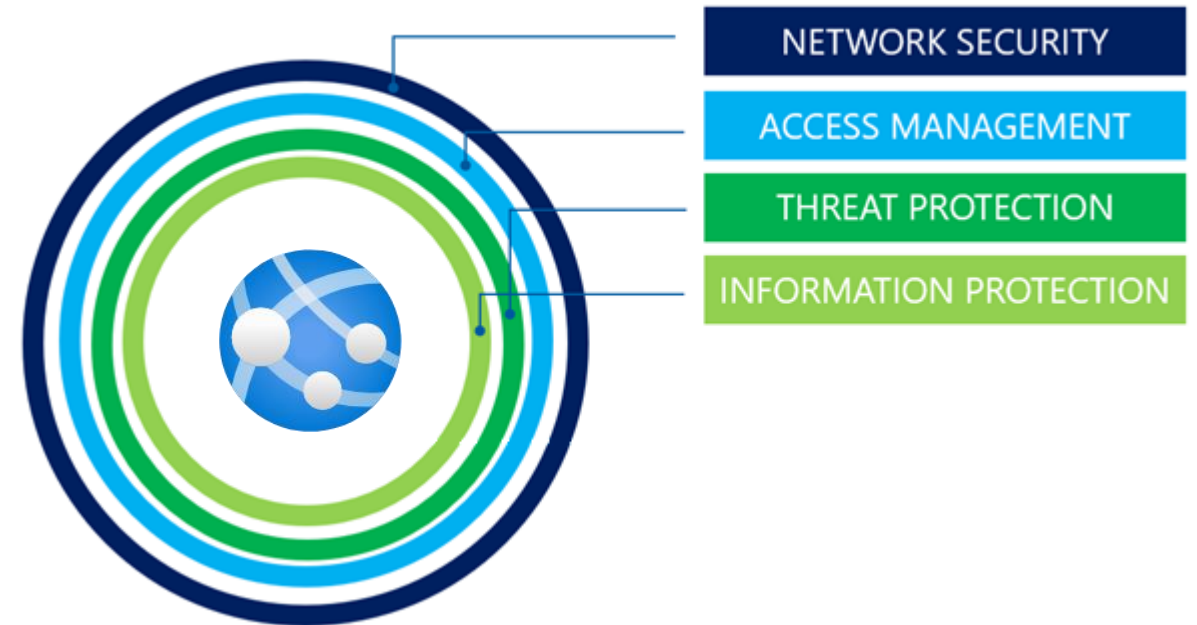 NETWORK SECURITY
ACCESS MANAGEMENT
THREAT PROTECTION
INFORMATION PROTECTION